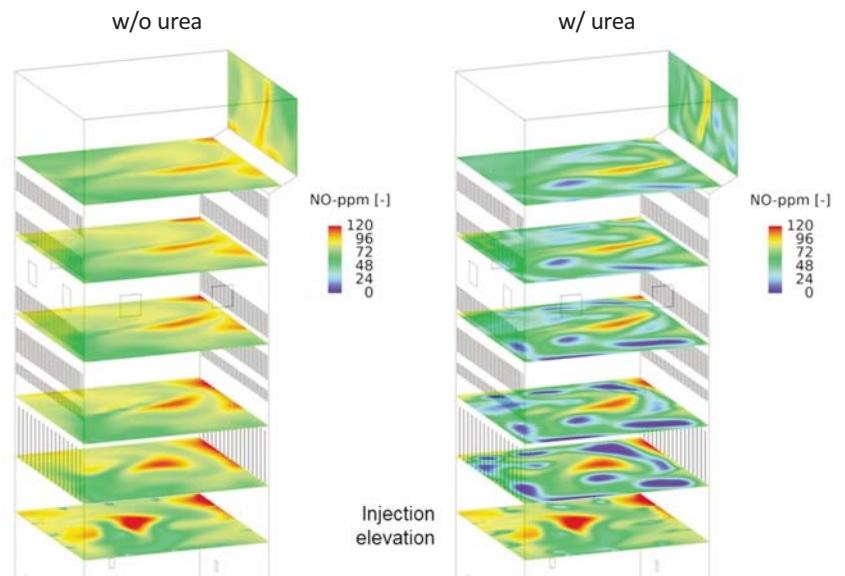 w/o urea
w/ urea
NO-ppm [-]
120
96
72
48
24
0
NO-ppm [-]
120
96
72
48
24
0
Injection
elevation